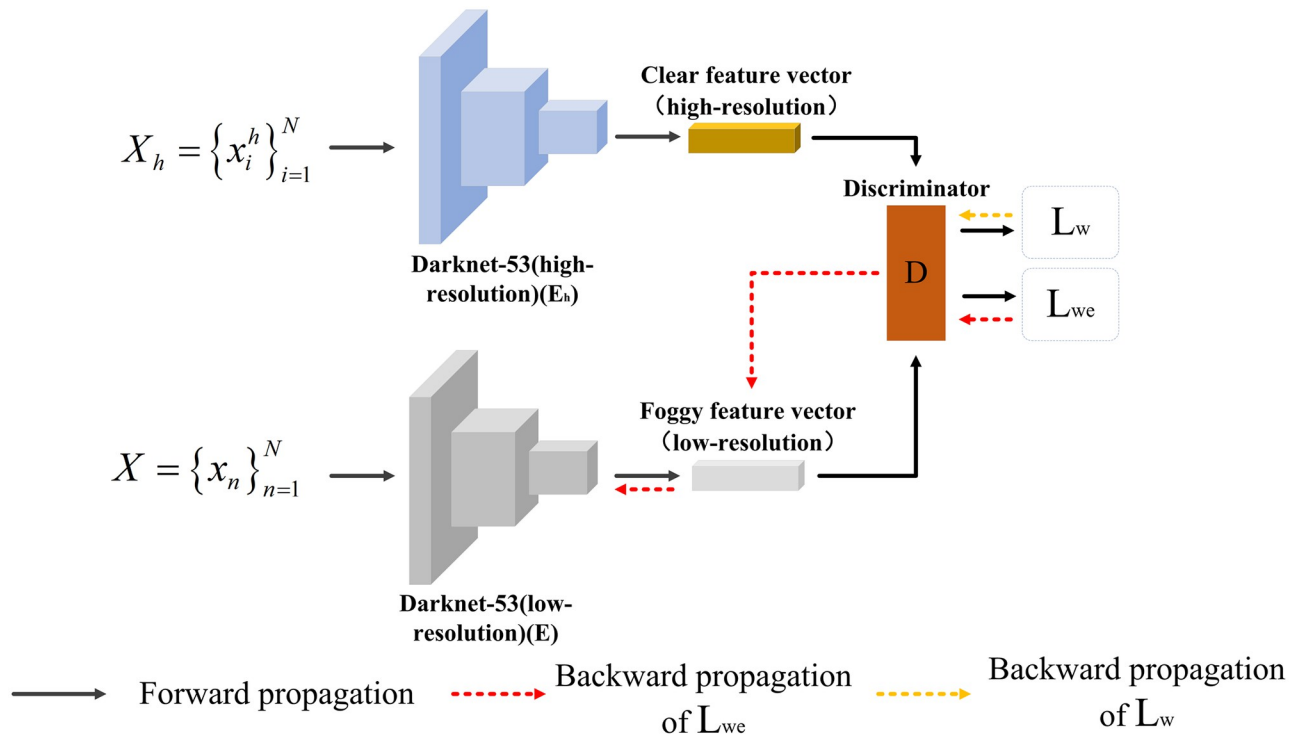 Clear feature vector
（high-resolution）
X_h = {x_i^h}_{i=1}^N
Discriminator
L_w
Darknet-53(high-
resolution)(E_h)
D
L_we
Foggy feature vector
（low-resolution）
X = {x_n}_{n=1}^N
Darknet-53(low-
resolution)(E)
Forward propagation
Backward propagation
of L_we
Backward propagation
of L_w